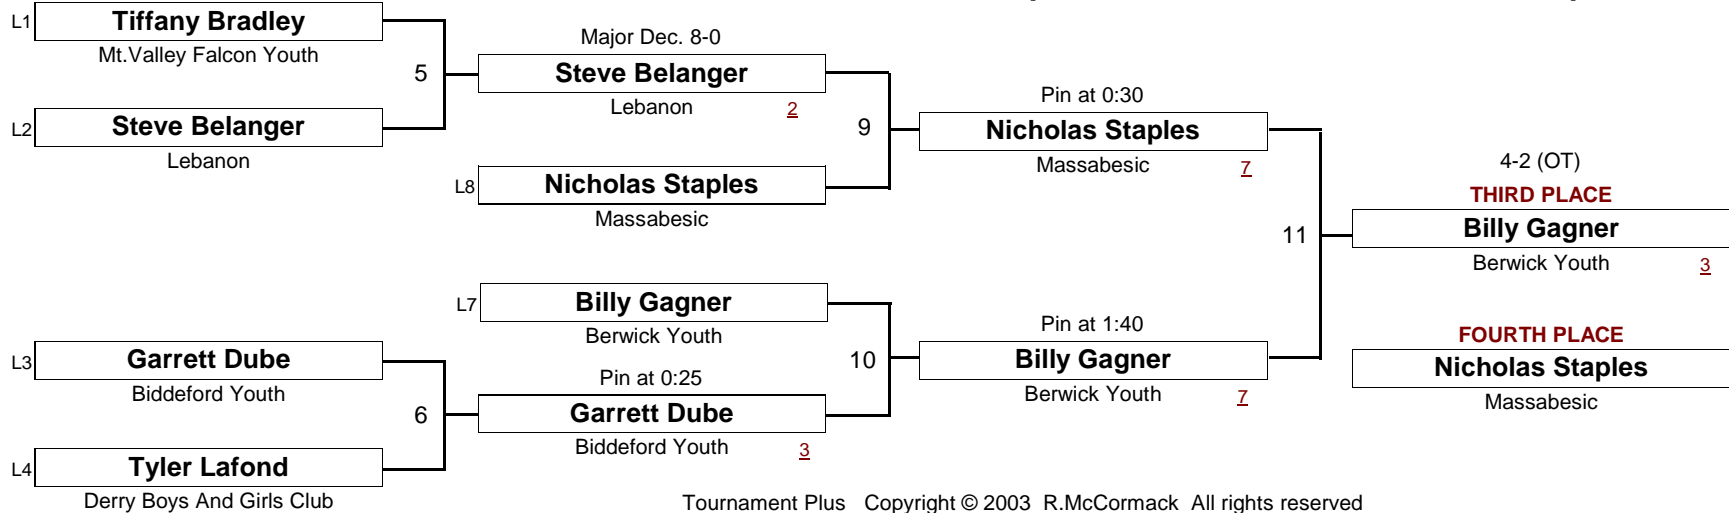 L1
Tiffany Bradley
Mt.Valley Falcon Youth
5
L2
Steve Belanger
Lebanon
Major Dec. 8-0
Steve Belanger
Lebanon
2
9
L8
Nicholas Staples
Massabesic
Pin at 0:30
Nicholas Staples
Massabesic
7
L3
Garrett Dube
Biddeford Youth
6
L4
Tyler Lafond
Derry Boys And Girls Club
L7
Billy Gagner
Berwick Youth
10
Pin at 0:25
Garrett Dube
Biddeford Youth
3
Pin at 1:40
Billy Gagner
Berwick Youth
7
11
4-2 (OT)
THIRD PLACE
Billy Gagner
Berwick Youth
3
FOURTH PLACE
Nicholas Staples
Massabesic
Tournament Plus Copyright © 2003 R.McCormack All rights reserved